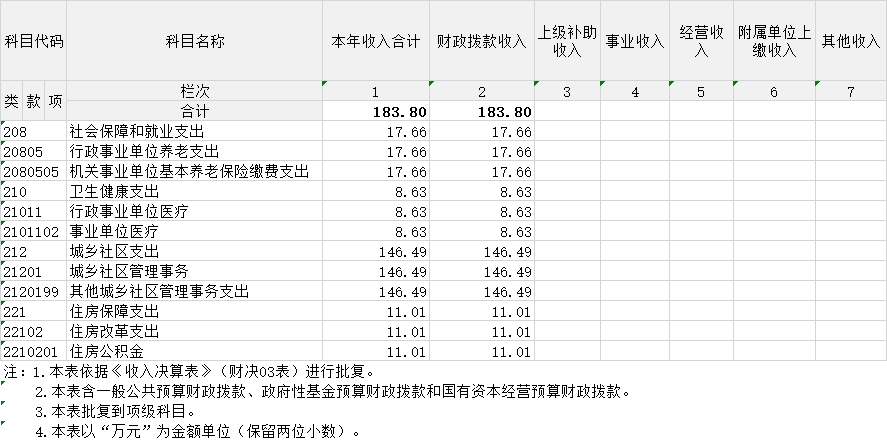 科目代码 科目名称 本年收入合计 财政拨款收入 上级补助收入 事业收入 经营收入 附属单位上缴收入 其他收入
类 款 项 栏次 1 2 3 4 5 6 7
合计 183.80 183.80
208 社会保障和就业支出 17.66 17.66
20805 行政事业单位养老支出 17.66 17.66
2080505 机关事业单位基本养老保险缴费支出 17.66 17.66
210 卫生健康支出 8.63 8.63
21011 行政事业单位医疗 8.63 8.63
2101102 事业单位医疗 8.63 8.63
212 城乡社区支出 146.49 146.49
21201 城乡社区管理事务 146.49 146.49
2120199 其他城乡社区管理事务支出 146.49 146.49
221 住房保障支出 11.01 11.01
22102 住房改革支出 11.01 11.01
2210201 住房公积金 11.01 11.01
注：1.本表依据《收入决算表》（财决03表）进行批复。
2.本表含一般公共预算财政拨款、政府性基金预算财政拨款和国有资本经营预算财政拨款。
3.本表批复到项级科目。
4.本表以“万元”为金额单位（保留两位小数）。